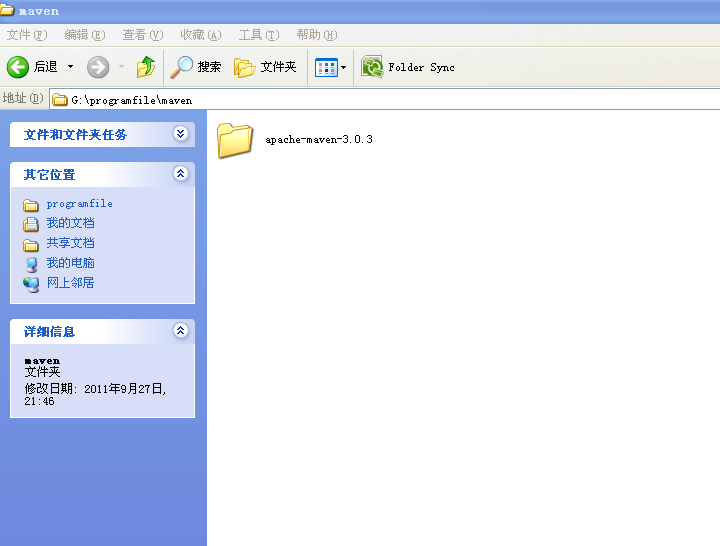 maven
文件(F) 编辑(E) 查看(V) 收藏(A) 工具(T) 帮助(H)
后退 搜索 文件夹 Folder Sync
地址(D) G:\programfile\maven
文件和文件夹任务
其它位置
programfile
我的文档
共享文档
我的电脑
网上邻居
详细信息
maven
文件夹
修改日期: 2011年9月27日,
21:46
apache-maven-3.0.3